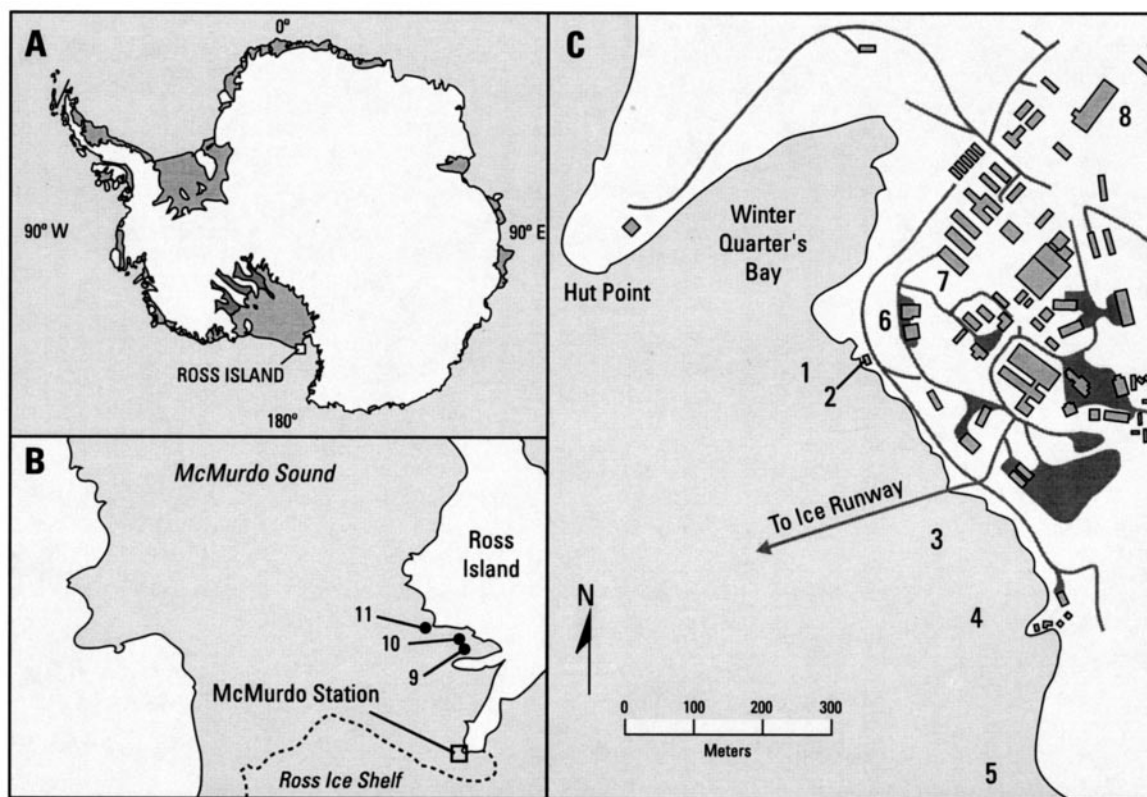 A
0°
90° W
90° E
ROSS ISLAND
180°
B
McMurdo Sound
Ross
Island
11
10
9
McMurdo Station
Ross Ice Shelf
C
8
Winter
Quarter's
Bay
Hut Point
7
6
1
2
To Ice Runway
3
N
4
0 100 200 300
Meters
5